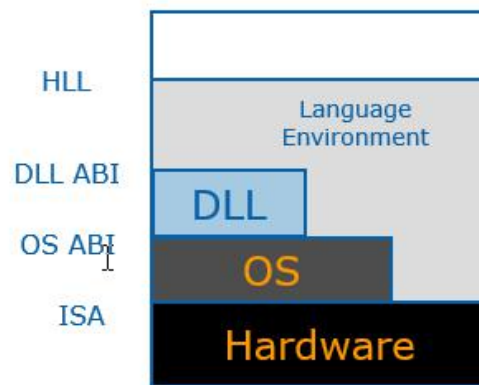 HLL
Language
Environment
DLL ABI
DLL
OS ABI
OS
ISA
Hardware